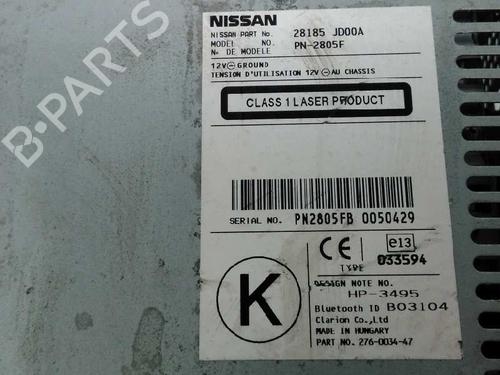 NISSAN
NISSAN PART No. 28185 JD00A
MODEL NO. PN-2805F
No DE MODELE
12V⊖GROUND
TENSION D'UTILISATION 12V ⊖ AU CHASSIS
CLASS 1 LASER PRODUCT
SERIAL NO. PN2805FB 0050429
CE e13
TYPE 033594
DESIGN NOTE NO.
HP-3495
K
Bluetooth ID B03104
Clarion Co.,Ltd
MADE IN HUNGARY
PART NO. 276-0034-47
B-PARTS